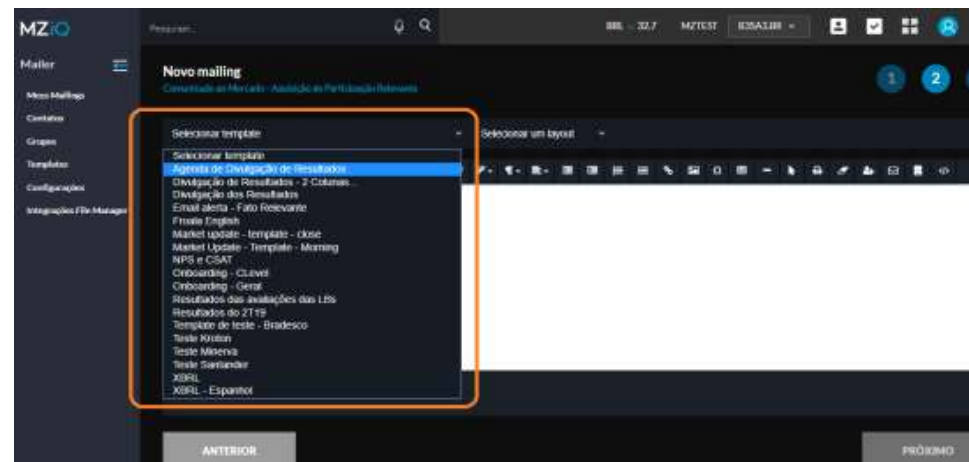 MZiQ
Pesquisar...
MZTEST
B3SA3.BR
Mailer
Novo mailing
Comunicado ao Mercado - Aquisição de Participação Relevante
1
2
Meus Mailings
Contatos
Grupos
Templates
Configurações
Integrações File Manager
Selecionar template
Selecionar um layout
Selecionar template
Agenda de Divulgação de Resultados
Divulgação de Resultados - 2 Colunas
Divulgação dos Resultados
Email alerta - Fato Relevante
Froala English
Market update - template - close
Market Update - Template - Morning
NPS e CSAT
Onboarding - CLevel
Onboarding - Geral
Resultados das avaliações das LBs
Resultados do 2T19
Template de teste - Bradesco
Teste Kroton
Teste Minerva
Teste Santander
XBRL
XBRL - Espanhol
ANTERIOR
PRÓXIMO